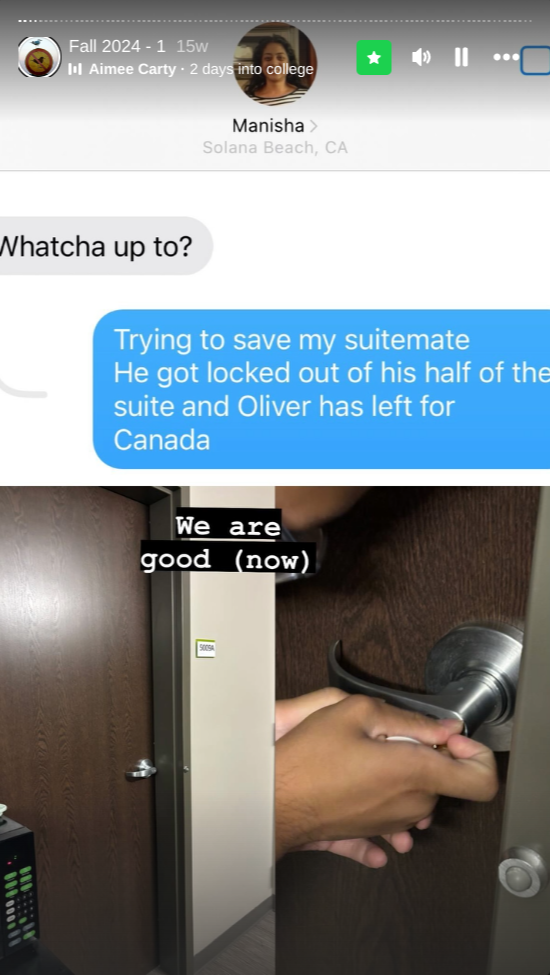 Fall 2024 - 1 15w
Aimee Carty · 2 days into college
Manisha
Solana Beach, CA
Whatcha up to?
Trying to save my suitemate
He got locked out of his half of the
suite and Oliver has left for
Canada
We are
good (now)
5009A